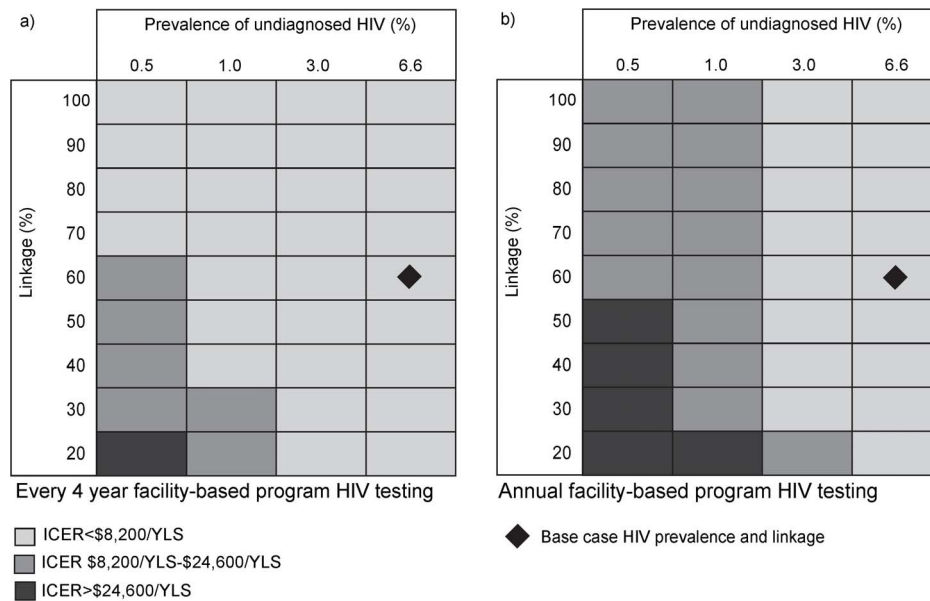 a)
Prevalence of undiagnosed HIV (%)
0.5 1.0 3.0 6.6
Linkage (%)
100
90
80
70
60
50
40
30
20
Every 4 year facility-based program HIV testing
b)
Prevalence of undiagnosed HIV (%)
0.5 1.0 3.0 6.6
Linkage (%)
100
90
80
70
60
50
40
30
20
Annual facility-based program HIV testing
ICER<$8,200/YLS
ICER $8,200/YLS-$24,600/YLS
ICER>$24,600/YLS
Base case HIV prevalence and linkage